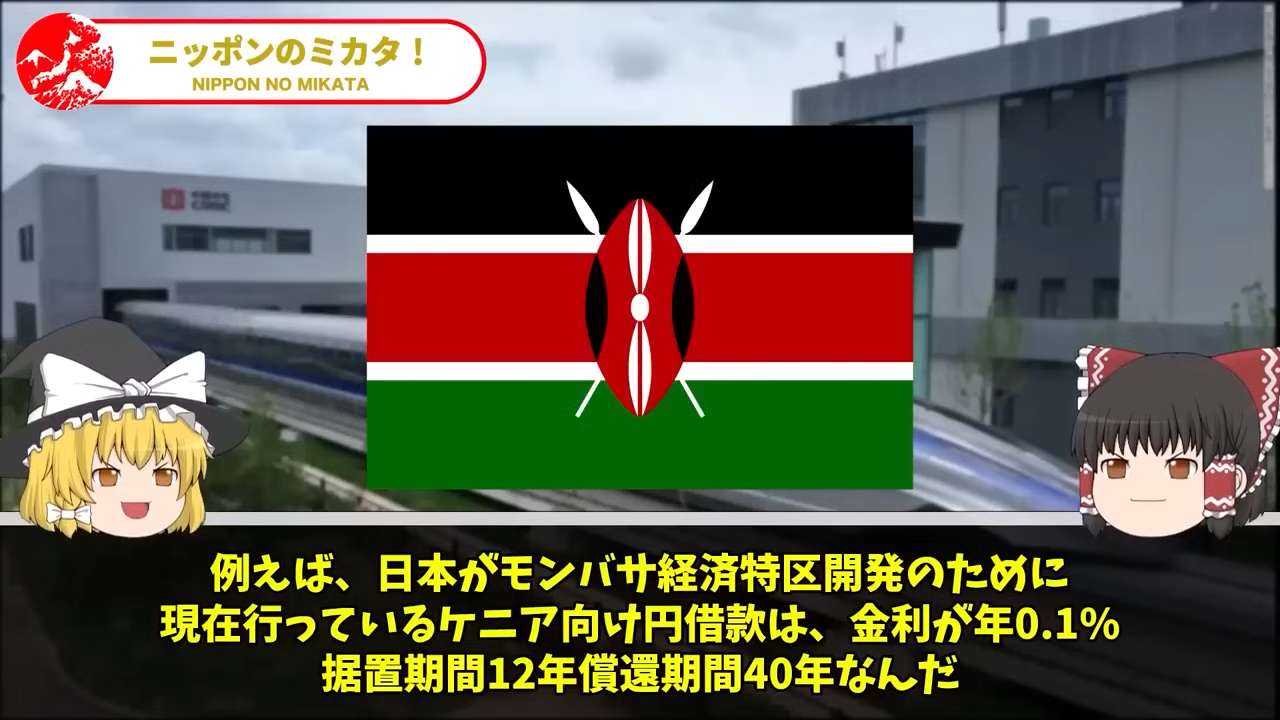 ニッポンのミカタ!
NIPPON NO MIKATA
例えば、日本がモンバサ経済特区開発のために
現在行っているケニア向け円借款は、金利が年0.1%
据置期間12年償還期間40年なんだ